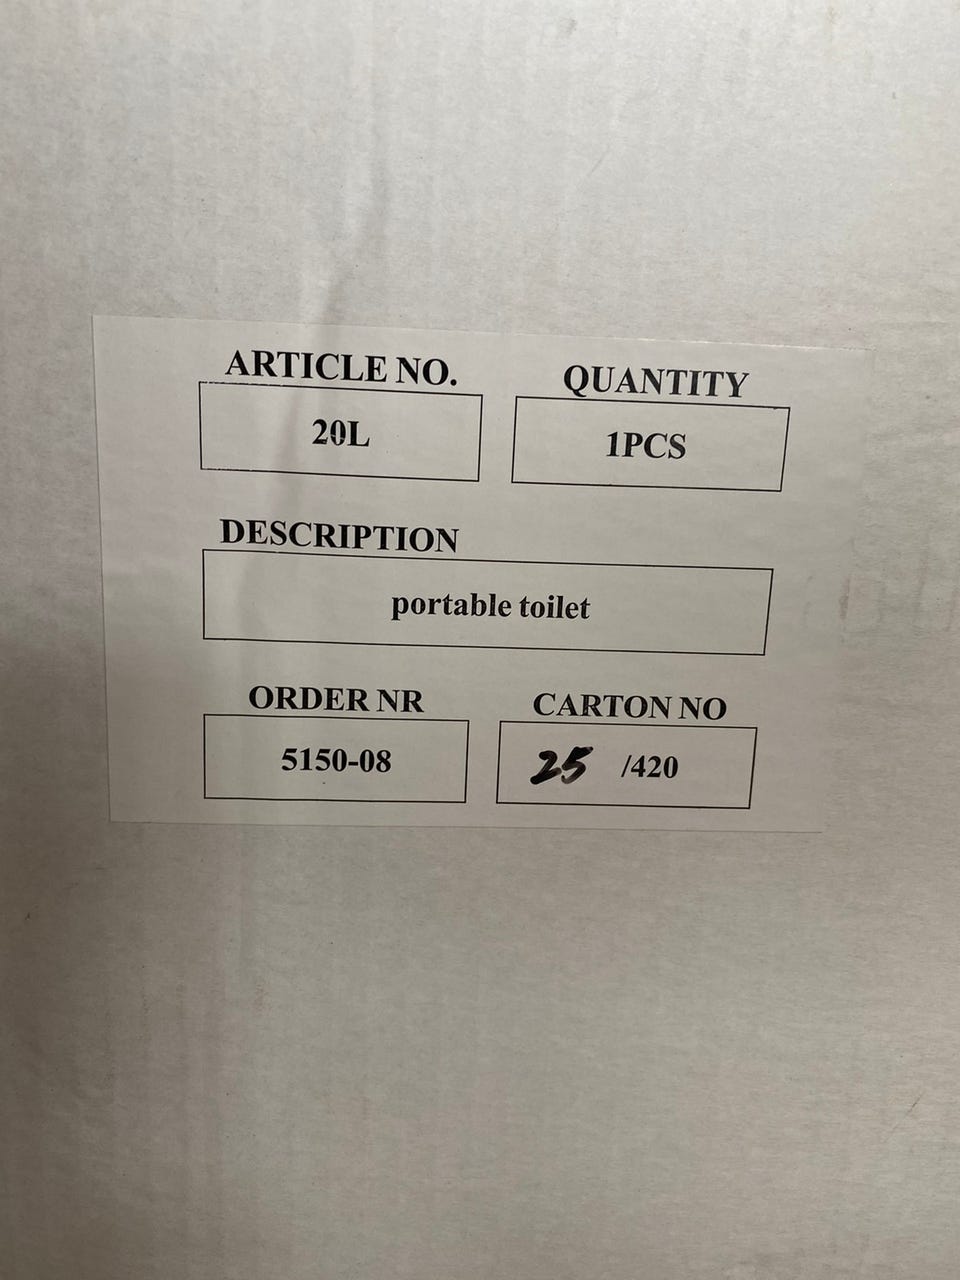 ARTICLE NO. QUANTITY
20L 1PCS
DESCRIPTION
portable toilet
ORDER NR CARTON NO
5150-08 25 /420